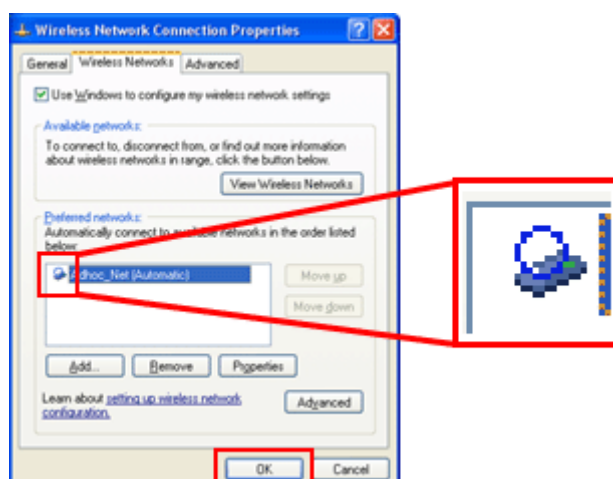 Wireless Network Connection Properties
General Wireless Networks Advanced
Use Windows to configure my wireless network settings
Available networks:
To connect to, disconnect from, or find out more information
about wireless networks in range, click the button below.
View Wireless Networks
Preferred networks:
Automatically connect to available networks in the order listed
below:
Adhoc_Net (Automatic)
Move up
Move down
Add... Remove Properties
Learn about setting up wireless network
configuration.
Advanced
OK Cancel